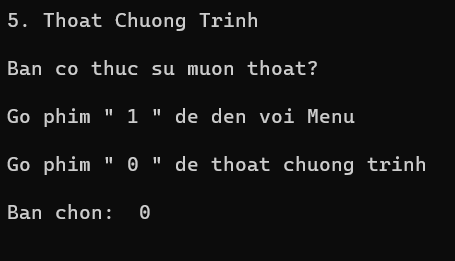 5. Thoat Chuong Trinh
Ban co thuc su muon thoat?
Go phim " 1 " de den voi Menu
Go phim " 0 " de thoat chuong trinh
Ban chon:  0